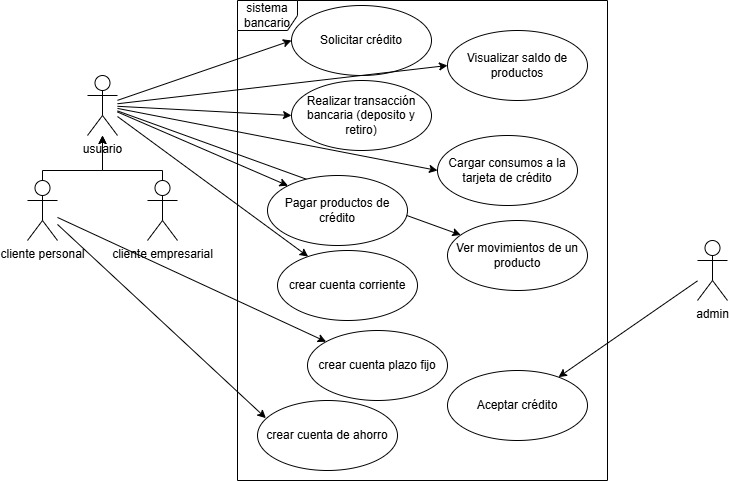 sistema
bancario
Solicitar crédito
Visualizar saldo de
productos
Realizar transacción
bancaria (deposito y
retiro)
usuario
Cargar consumos a la
tarjeta de crédito
Pagar productos de
crédito
cliente personal
cliente empresarial
Ver movimientos de un
producto
crear cuenta corriente
admin
crear cuenta plazo fijo
Aceptar crédito
crear cuenta de ahorro